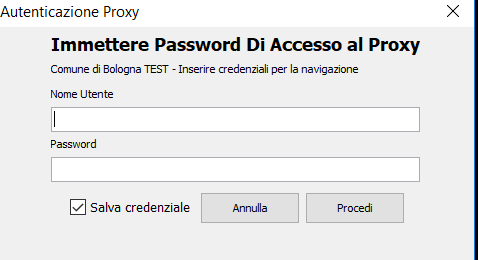 Autenticazione Proxy
Immettere Password Di Accesso al Proxy
Comune di Bologna TEST - Inserire credenziali per la navigazione
Nome Utente
Password
Salva credenziale
Annulla
Procedi